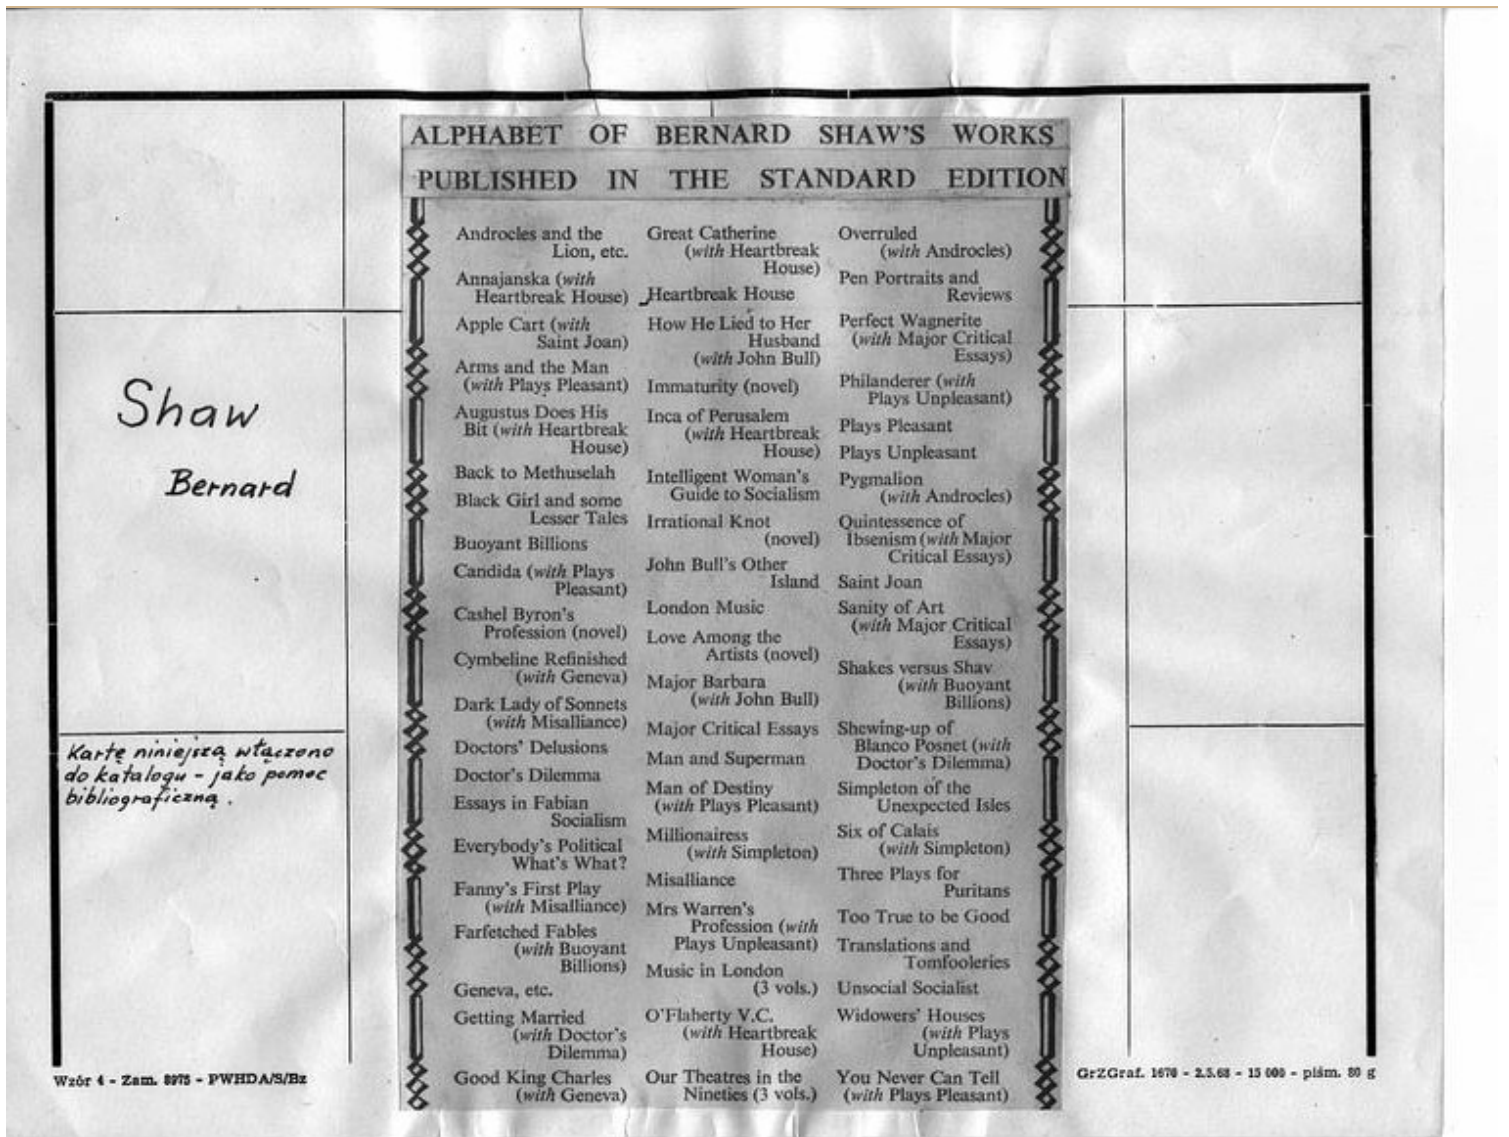 ALPHABET OF BERNARD SHAW'S WORKS
PUBLISHED IN THE STANDARD EDITION
Androcles and the
Lion, etc.
Annajanska (with
Heartbreak House)
Apple Cart (with
Saint Joan)
Arms and the Man
(with Plays Pleasant)
Augustus Does His
Bit (with Heartbreak
House)
Back to Methuselah
Black Girl and some
Lesser Tales
Buoyant Billions
Candida (with Plays
Pleasant)
Cashel Byron's
Profession (novel)
Cymbeline Refinished
(with Geneva)
Dark Lady of Sonnets
(with Misalliance)
Doctors' Delusions
Doctor's Dilemma
Essays in Fabian
Socialism
Everybody's Political
What's What?
Fanny's First Play
(with Misalliance)
Farfetched Fables
(with Buoyant
Billions)
Geneva, etc.
Getting Married
(with Doctor's
Dilemma)
Good King Charles
(with Geneva)
Great Catherine
(with Heartbreak
House)
Heartbreak House
How He Lied to Her
Husband
(with John Bull)
Immaturity (novel)
Inca of Perusalem
(with Heartbreak
House)
Intelligent Woman's
Guide to Socialism
Irrational Knot
(novel)
John Bull's Other
Island
London Music
Love Among the
Artists (novel)
Major Barbara
(with John Bull)
Major Critical Essays
Man and Superman
Man of Destiny
(with Plays Pleasant)
Millionairess
(with Simpleton)
Misalliance
Mrs Warren's
Profession (with
Plays Unpleasant)
Music in London
(3 vols.)
O'Flaherty V.C.
(with Heartbreak
House)
Our Theatres in the
Nineties (3 vols.)
Overruled
(with Androcles)
Pen Portraits and
Reviews
Perfect Wagnerite
(with Major Critical
Essays)
Philanderer (with
Plays Unpleasant)
Plays Pleasant
Plays Unpleasant
Pygmalion
(with Androcles)
Quintessence of
Ibsenism (with Major
Critical Essays)
Saint Joan
Sanity of Art
(with Major Critical
Essays)
Shakes versus Shav
(with Buoyant
Billions)
Shewing-up of
Blanco Posnet (with
Doctor's Dilemma)
Simpleton of the
Unexpected Isles
Six of Calais
(with Simpleton)
Three Plays for
Puritans
Too True to be Good
Translations and
Tomfooleries
Unsocial Socialist
Widowers' Houses
(with Plays
Unpleasant)
You Never Can Tell
(with Plays Pleasant)
Shaw
Bernard
Kartę niniejszą włączono
do katalogu - jako pomoc
bibliograficzną.
Wzór 4 - Zam. 8975 - PWHDA/S/Bz
GrZGraf. 1670 - 2.5.68 - 15 000 - piśm. 80 g